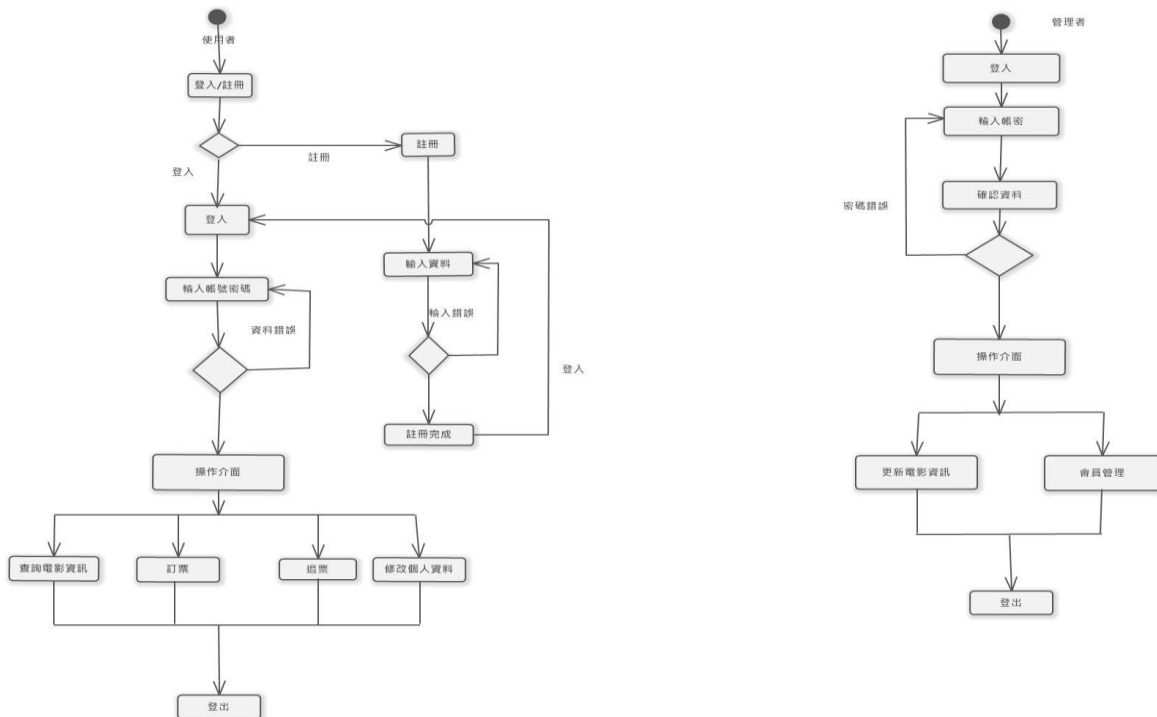 使用者
登入/註冊
註冊
登入
註冊
登入
輸入帳號密碼
資料錯誤
輸入資料
輸入錯誤
註冊完成
登入
操作介面
查詢電影資訊
訂票
退票
修改個人資料
登出
管理者
登入
輸入帳密
確認資料
密碼錯誤
操作介面
更新電影資訊
會員管理
登出